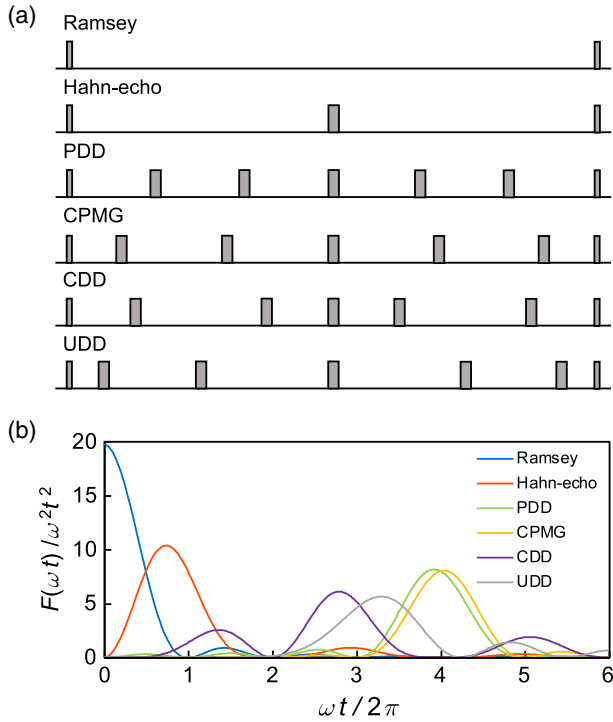 (a)
Ramsey
Hahn-echo
PDD
CPMG
CDD
UDD
(b)
20
15
10
5
0
F(ωt)/ω²t²
Ramsey
Hahn-echo
PDD
CPMG
CDD
UDD
0 1 2 3 4 5 6
ωt/2π